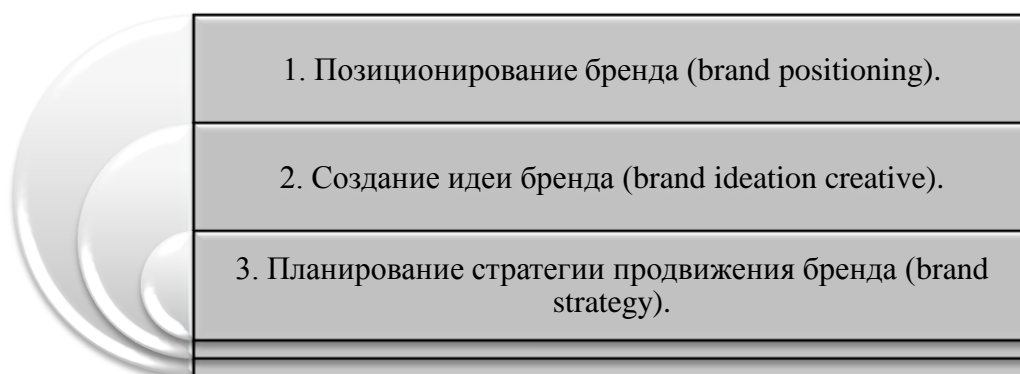 1. Позиционирование бренда (brand positioning).
2. Создание идеи бренда (brand ideation creative).
3. Планирование стратегии продвижения бренда (brand
strategy).